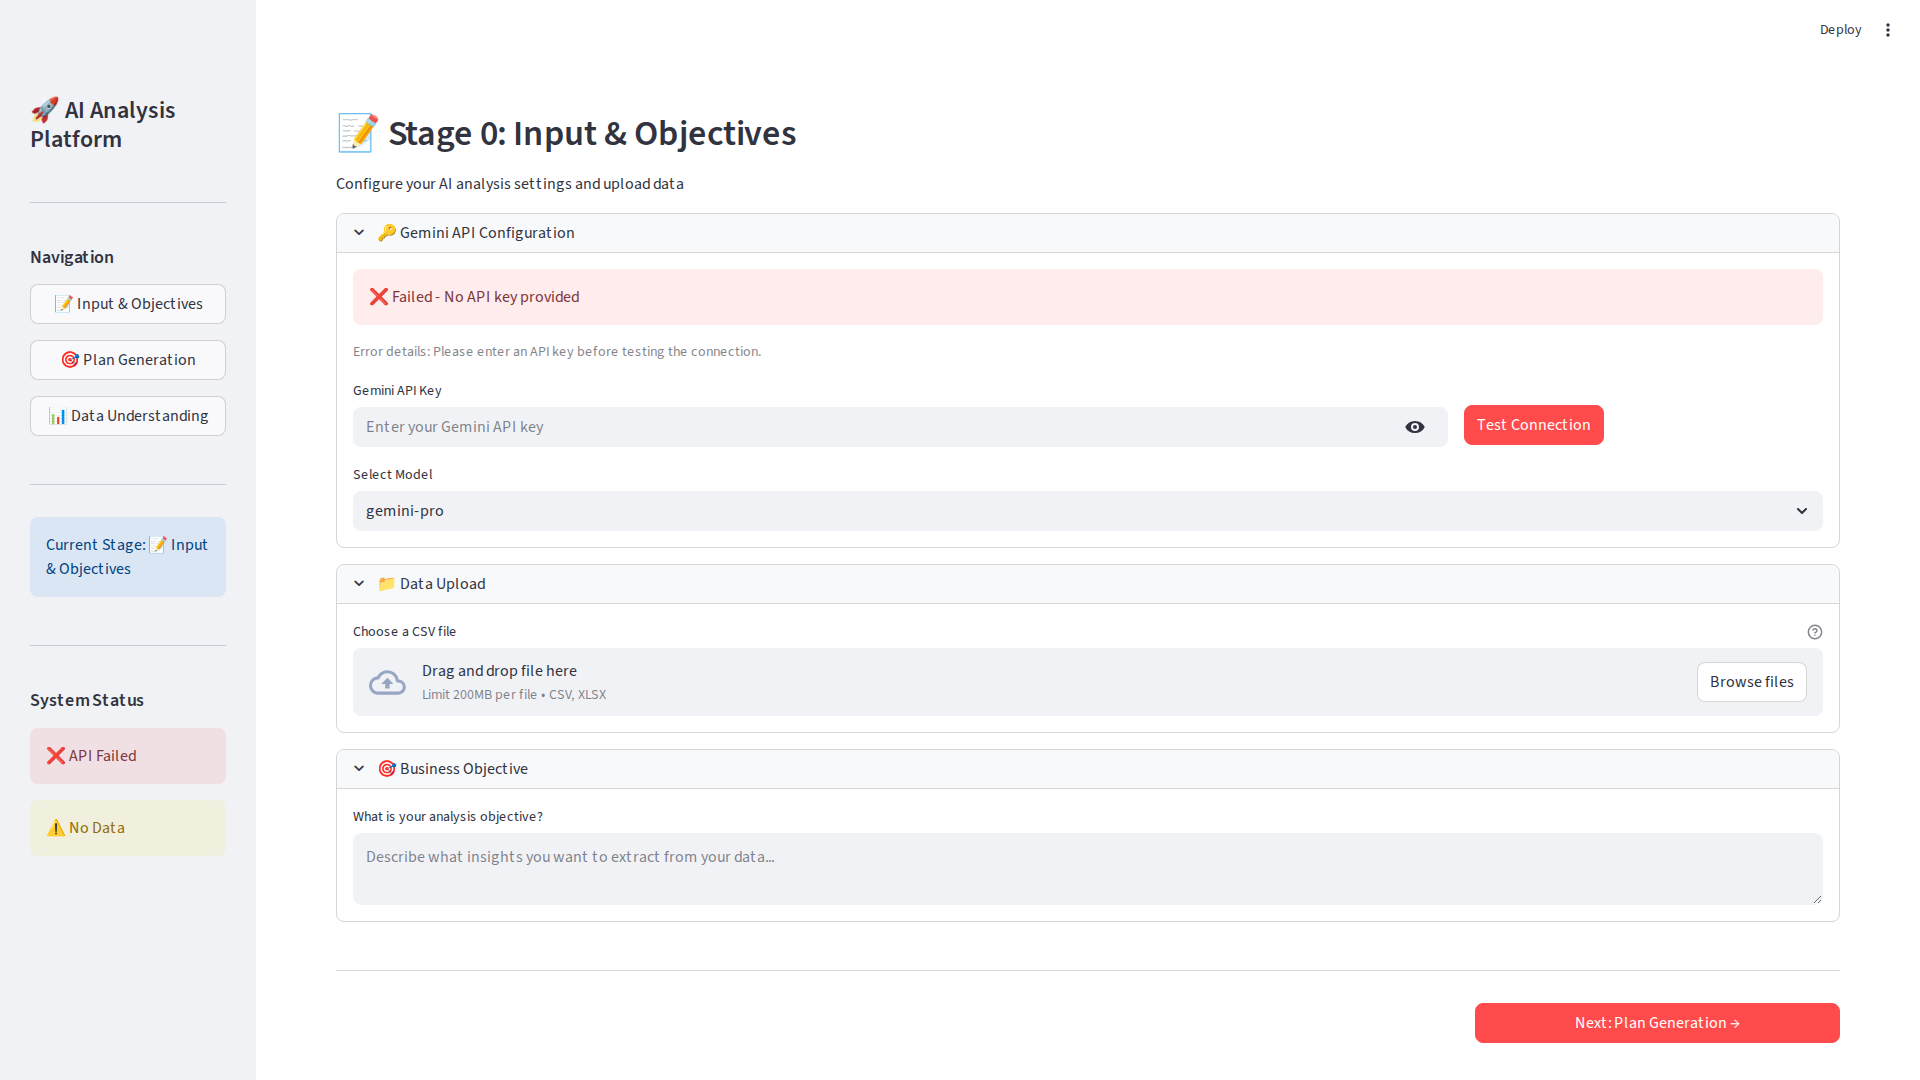 Deploy
🚀 AI Analysis
Platform
Navigation
📝 Input & Objectives
🎯 Plan Generation
📊 Data Understanding
Current Stage: 📝 Input
& Objectives
System Status
❌ API Failed
⚠️ No Data
📝 Stage 0: Input & Objectives
Configure your AI analysis settings and upload data
🔑 Gemini API Configuration
❌ Failed - No API key provided
Error details: Please enter an API key before testing the connection.
Gemini API Key
Enter your Gemini API key
Test Connection
Select Model
gemini-pro
📁 Data Upload
Choose a CSV file
Drag and drop file here
Limit 200MB per file • CSV, XLSX
Browse files
🎯 Business Objective
What is your analysis objective?
Describe what insights you want to extract from your data...
Next: Plan Generation →